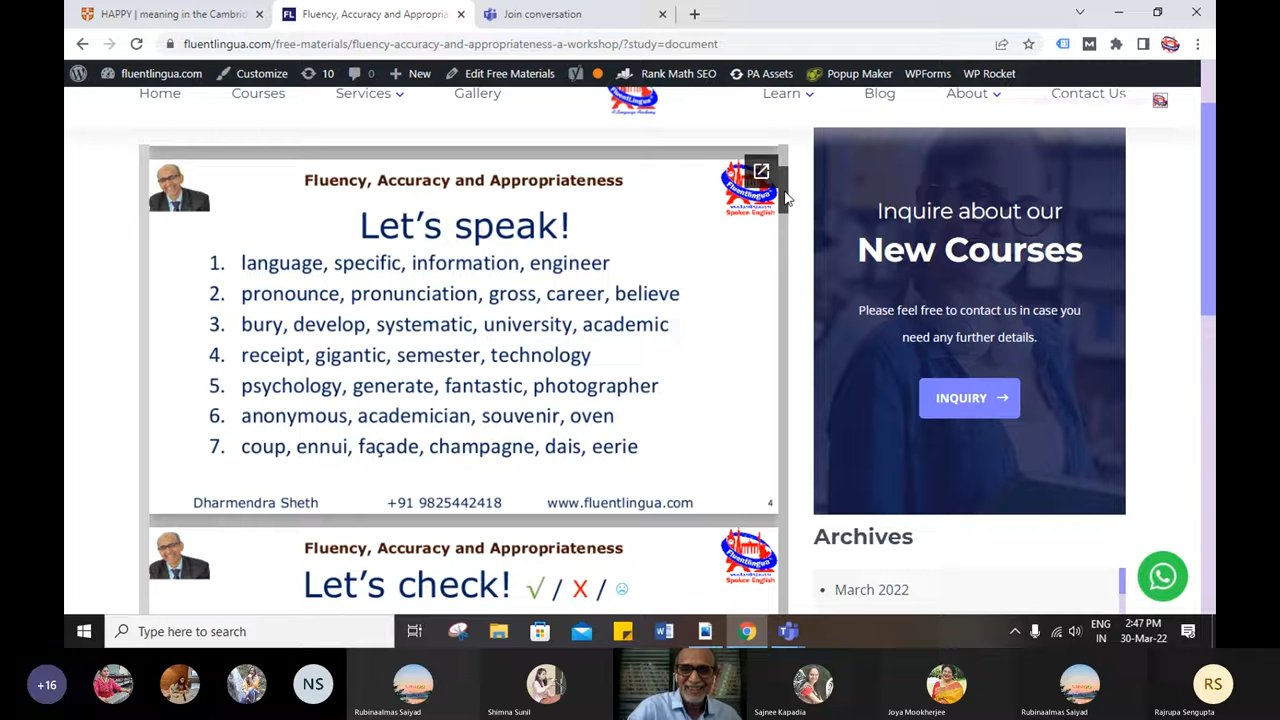 HAPPY | meaning in the Cambrid
FL Fluency, Accuracy and Appropria
Join conversation
fluentlingua.com/free-materials/fluency-accuracy-and-appropriateness-a-workshop/?study=document
fluentlingua.com Customize 10 0 New Edit Free Materials Rank Math SEO PA Assets Popup Maker WPForms WP Rocket
Home Courses Services Gallery Learn Blog About Contact Us
Fluency, Accuracy and Appropriateness
Fluentlingua
Spoken English
Let's speak!
1. language, specific, information, engineer
2. pronounce, pronunciation, gross, career, believe
3. bury, develop, systematic, university, academic
4. receipt, gigantic, semester, technology
5. psychology, generate, fantastic, photographer
6. anonymous, academician, souvenir, oven
7. coup, ennui, façade, champagne, dais, eerie
Dharmendra Sheth +91 9825442418 www.fluentlingua.com 4
Fluency, Accuracy and Appropriateness
Fluentlingua
Spoken English
Let's check! √ / X / ☹
Inquire about our
New Courses
Please feel free to contact us in case you
need any further details.
INQUIRY →
Archives
• March 2022
Type here to search
ENG
IN
2:47 PM
30-Mar-22
+16
NS
Rubinaalmas Saiyad
Shimna Sunil
Sajnee Kapadia
Joya Mookherjee
Rubinaalmas Saiyad
RS
Rajrupa Sengupta